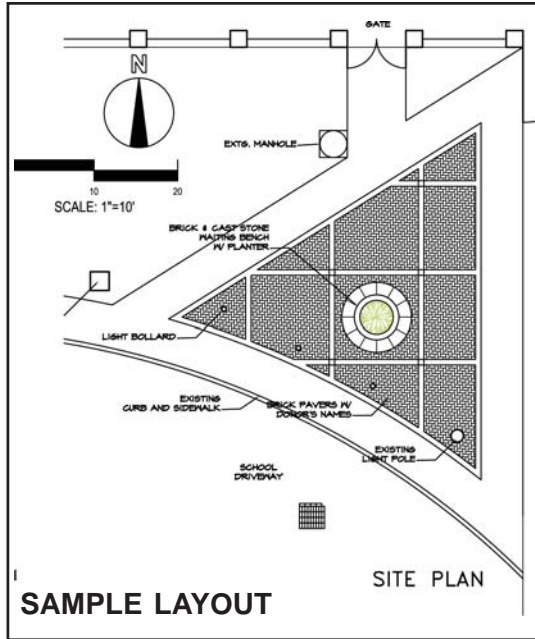 GATE
N
EXTG. MANHOLE
10 20
SCALE: 1"=10'
BRICK & CAST STONE
WAITING BENCH
W/ PLANTER
LIGHT BOLLARD
EXISTING
CURB AND SIDEWALK
BRICK PAVERS W/
DONOR'S NAMES
EXISTING
LIGHT POLE
SCHOOL
DRIVEWAY
SITE PLAN
SAMPLE LAYOUT